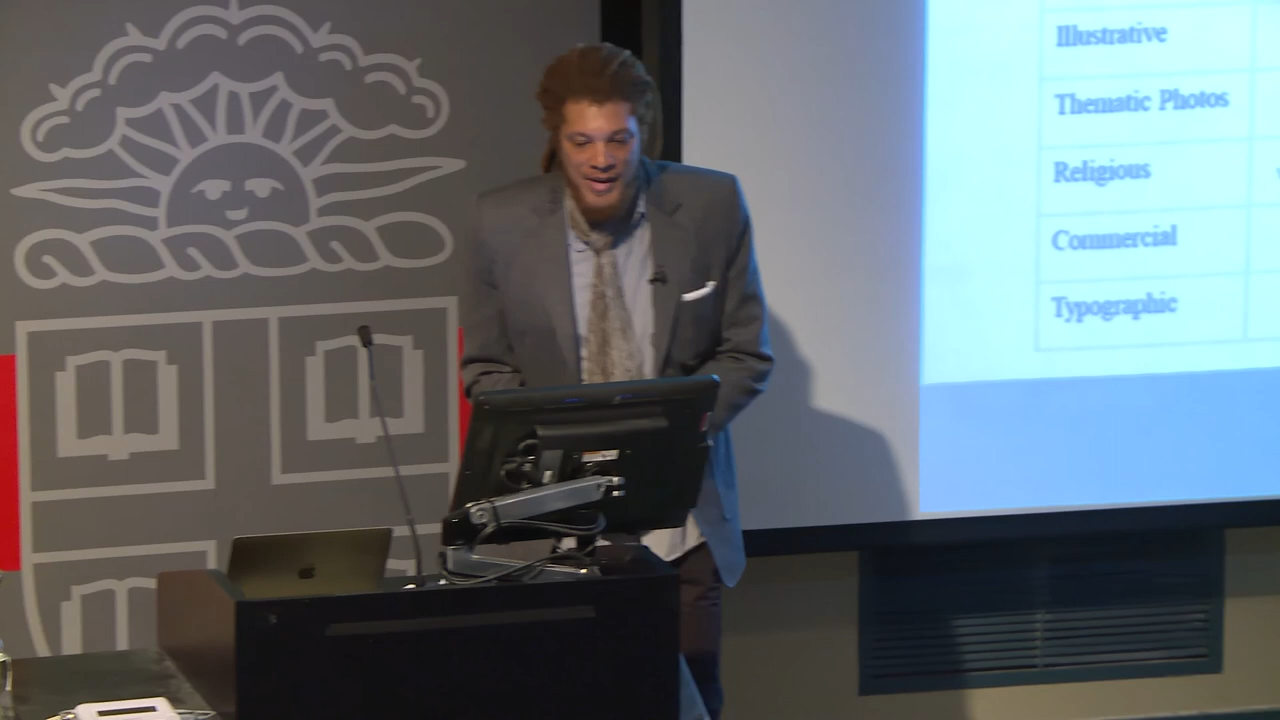 Illustrative
Thematic Photos
Religious
Commercial
Typographic